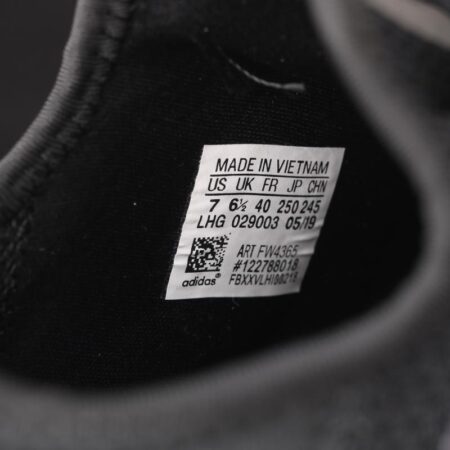 MADE IN VIETNAM
US UK FR JP CHN
7 6½ 40 250 245
LHG 029003 05/19
ART FW4365
#122788018
adidas®